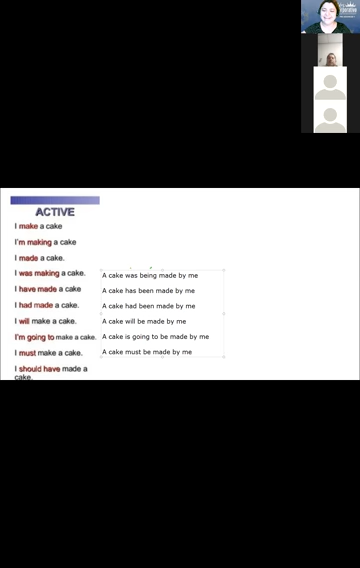 ACTIVE
I make a cake
I'm making a cake
I made a cake.
I was making a cake.
A cake was being made by me
I have made a cake
A cake has been made by me
I had made a cake.
A cake had been made by me
I will make a cake.
A cake will be made by me
I'm going to make a cake.
A cake is going to be made by me
I must make a cake.
A cake must be made by me
I should have made a
cake.